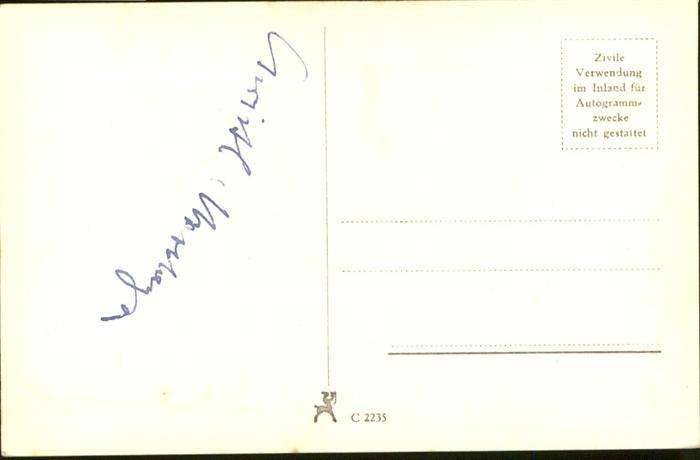 Zivile
Verwendung
im Inland für
Autogramm-
zwecke
nicht gestattet
C 2235